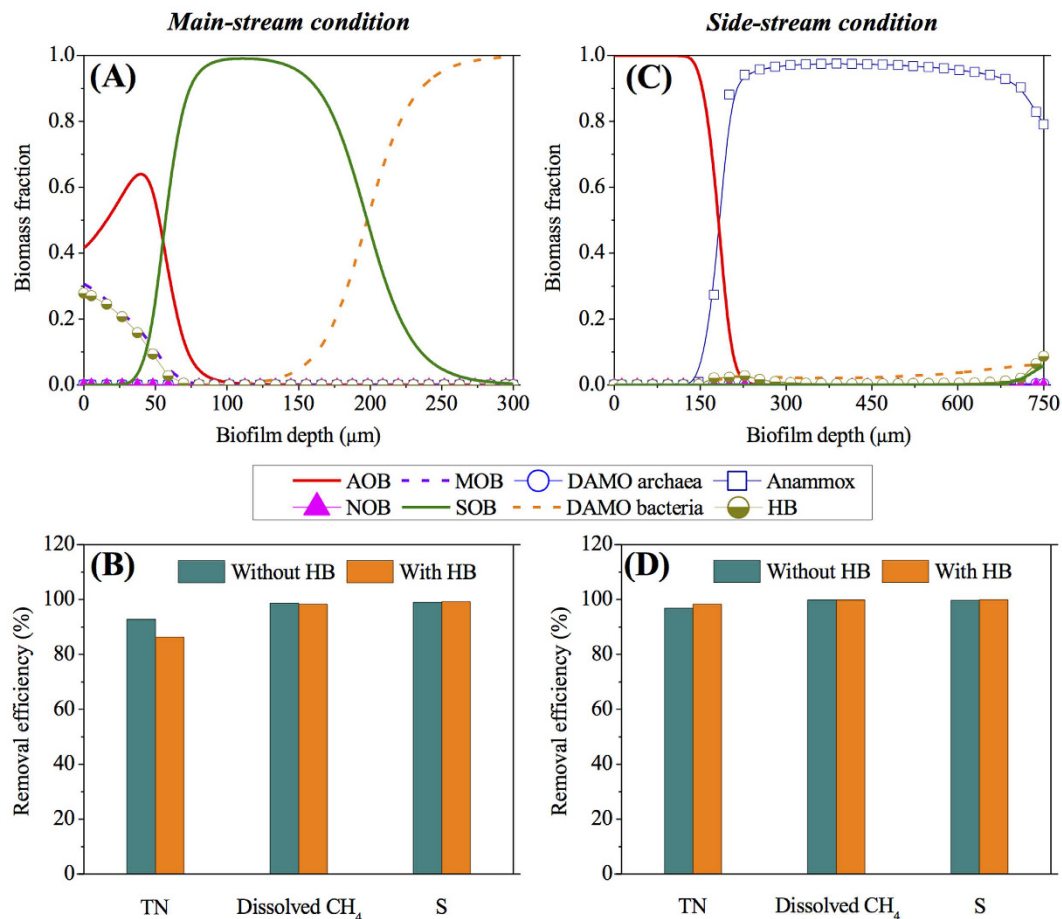 Main-stream condition
Side-stream condition
(A)
1.0
0.8
0.6
0.4
0.2
0.0
Biomass fraction
0 50 100 150 200 250 300
Biofilm depth (μm)
(C)
1.0
0.8
0.6
0.4
0.2
0.0
Biomass fraction
0 150 300 450 600 750
Biofilm depth (μm)
AOB MOB DAMO archaea Anammox
NOB SOB DAMO bacteria HB
(B)
Without HB With HB
120
100
80
60
40
20
0
Removal efficiency (%)
TN Dissolved CH₄ S
(D)
Without HB With HB
120
100
80
60
40
20
0
Removal efficiency (%)
TN Dissolved CH₄ S